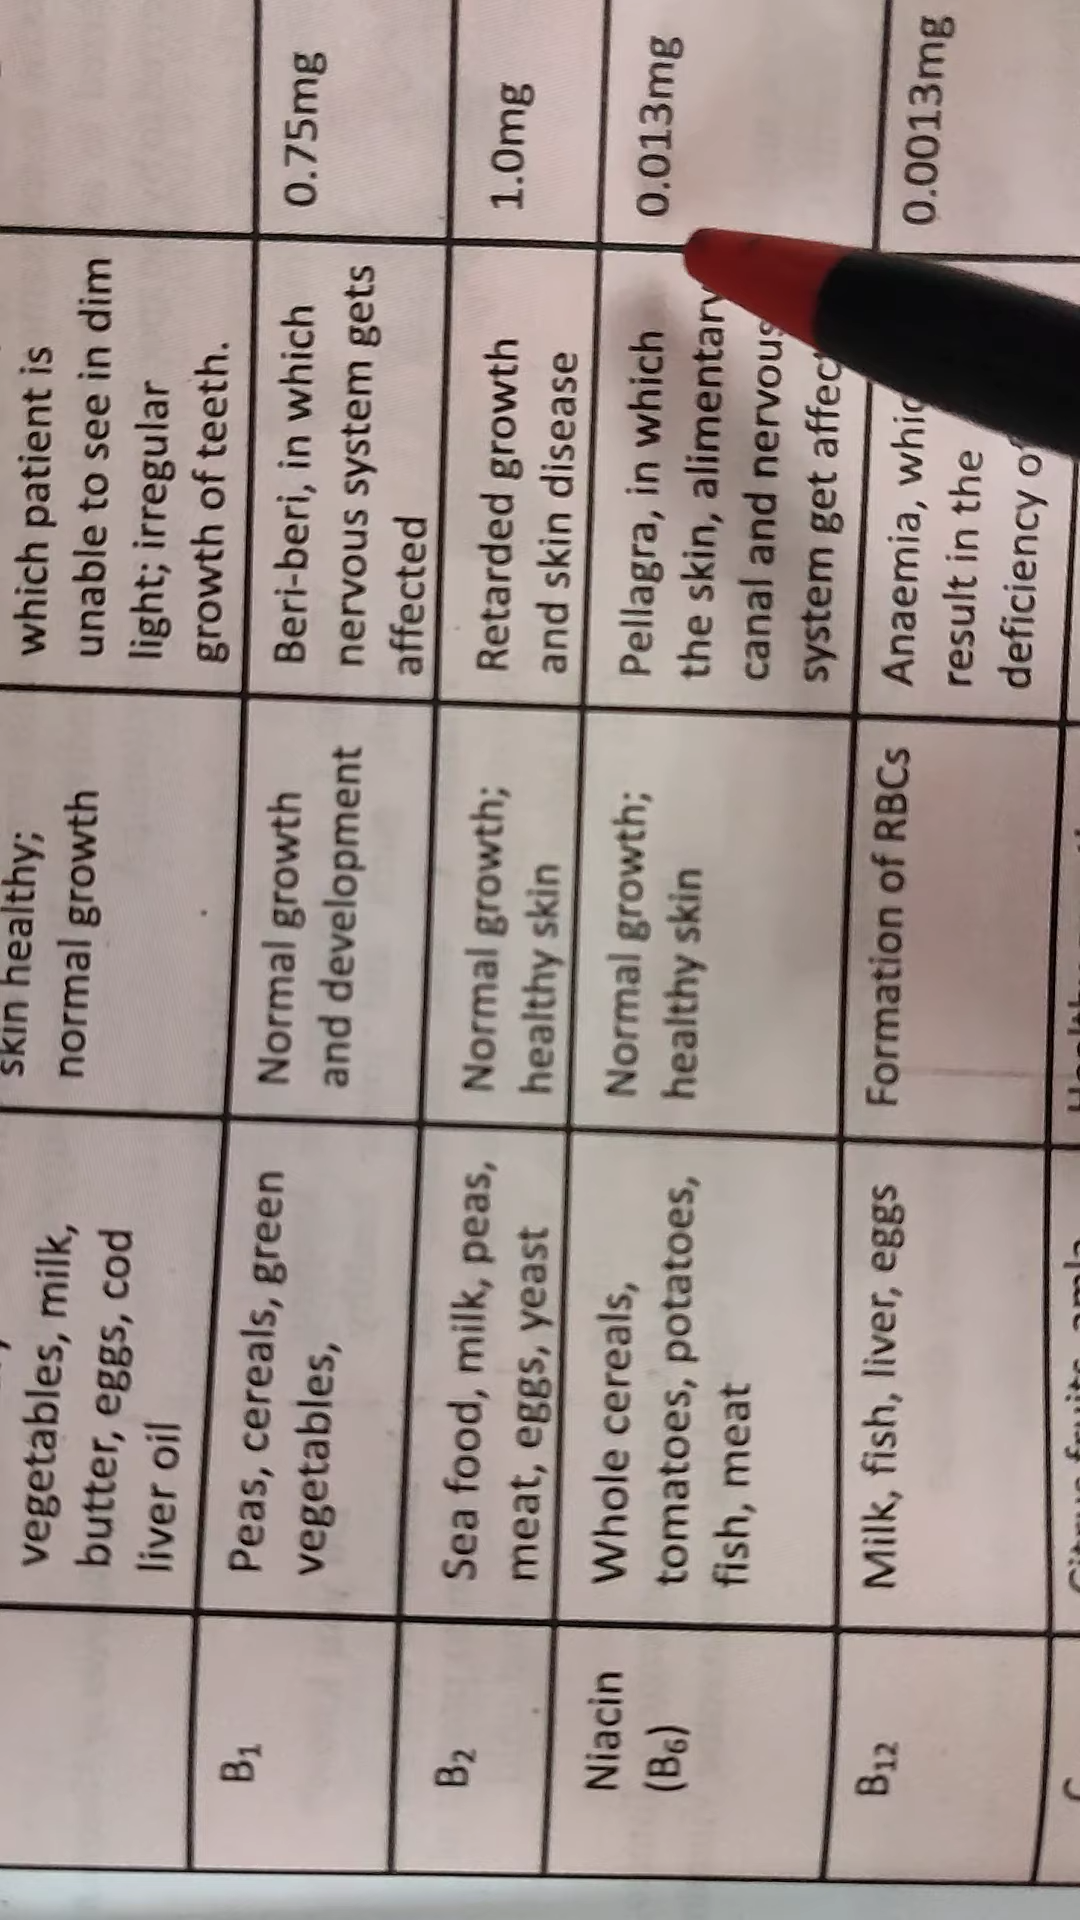 vegetables, milk,
butter, eggs, cod
liver oil
skin healthy;
normal growth
which patient is
unable to see in dim
light; irregular
growth of teeth.
B₁
Peas, cereals, green
vegetables,
Normal growth
and development
Beri-beri, in which
nervous system gets
affected
0.75mg
B₂
Sea food, milk, peas,
meat, eggs, yeast
Normal growth;
healthy skin
Retarded growth
and skin disease
1.0mg
Niacin
(B₆)
Whole cereals,
tomatoes, potatoes,
fish, meat
Normal growth;
healthy skin
Pellagra, in which
the skin, alimentary
canal and nervous
system get
0.013mg
B₁₂
Milk, fish, liver, eggs
Formation of RBCs
Anaemia,
result in the
deficiency
0.0013mg